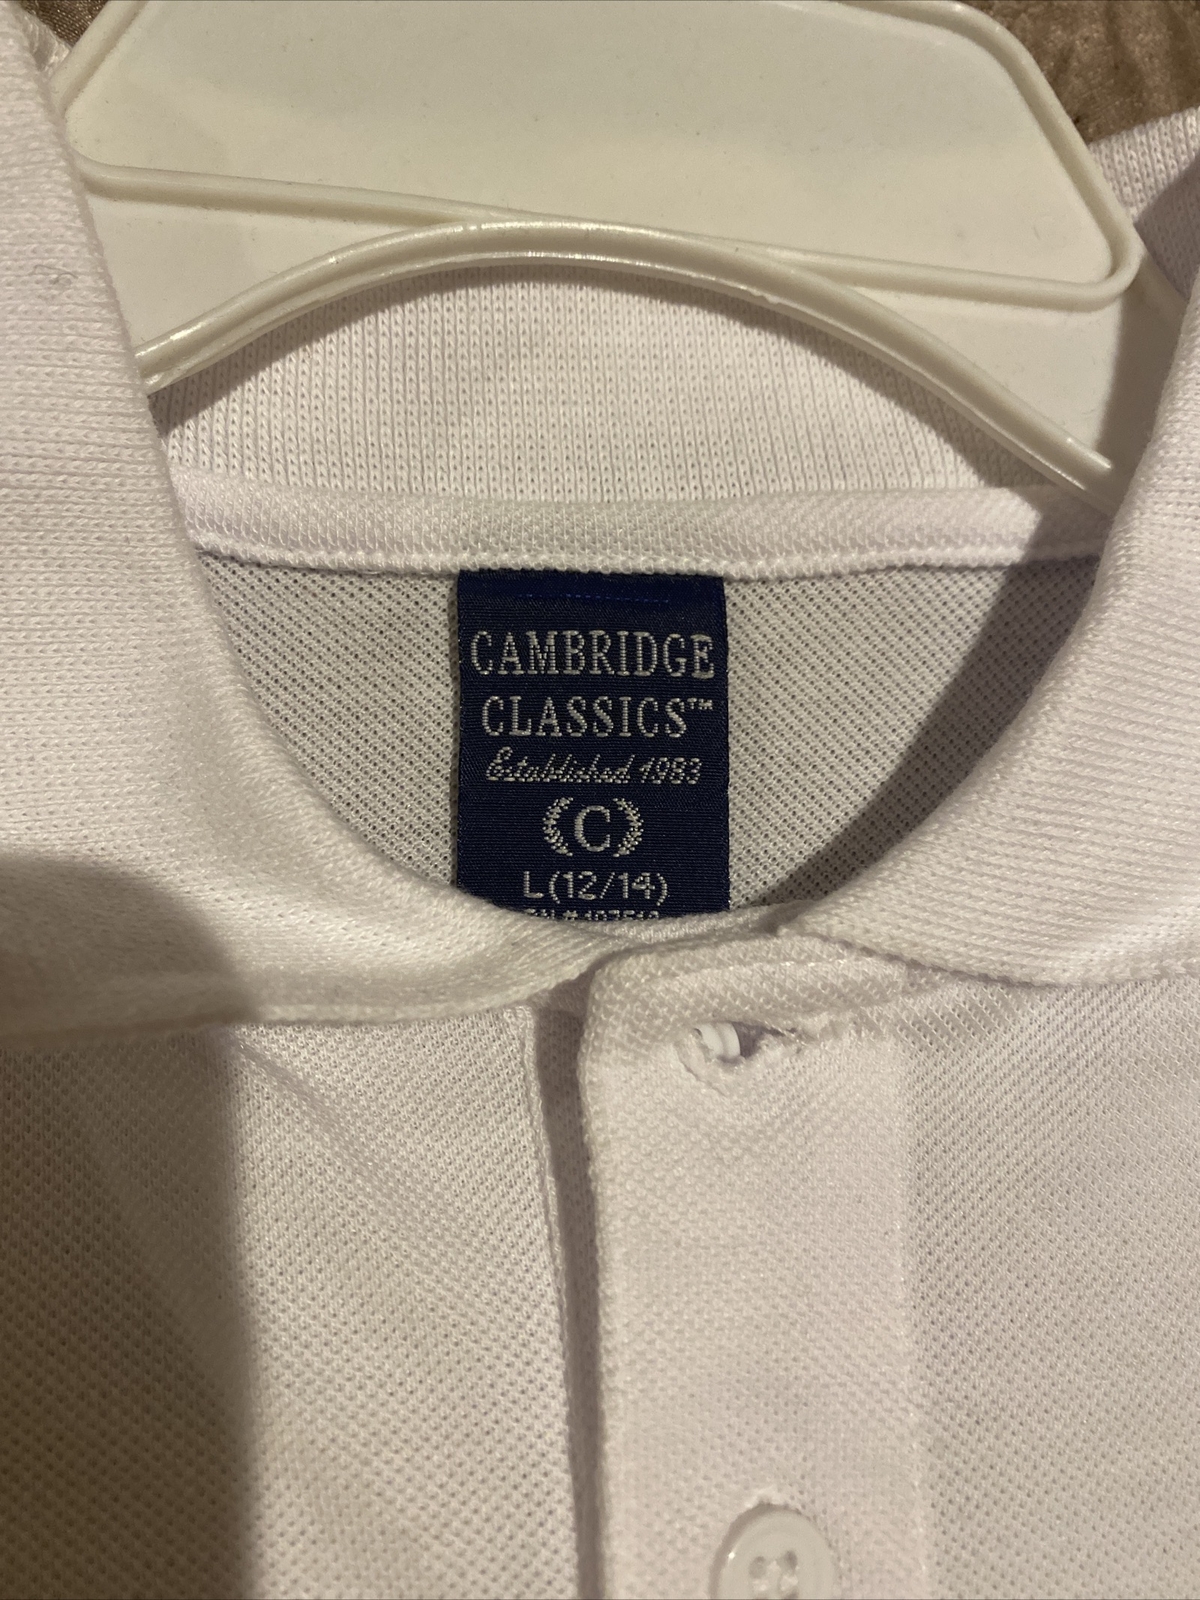 CAMBRIDGE
CLASSICS™
Established 1983
C
L(12/14)